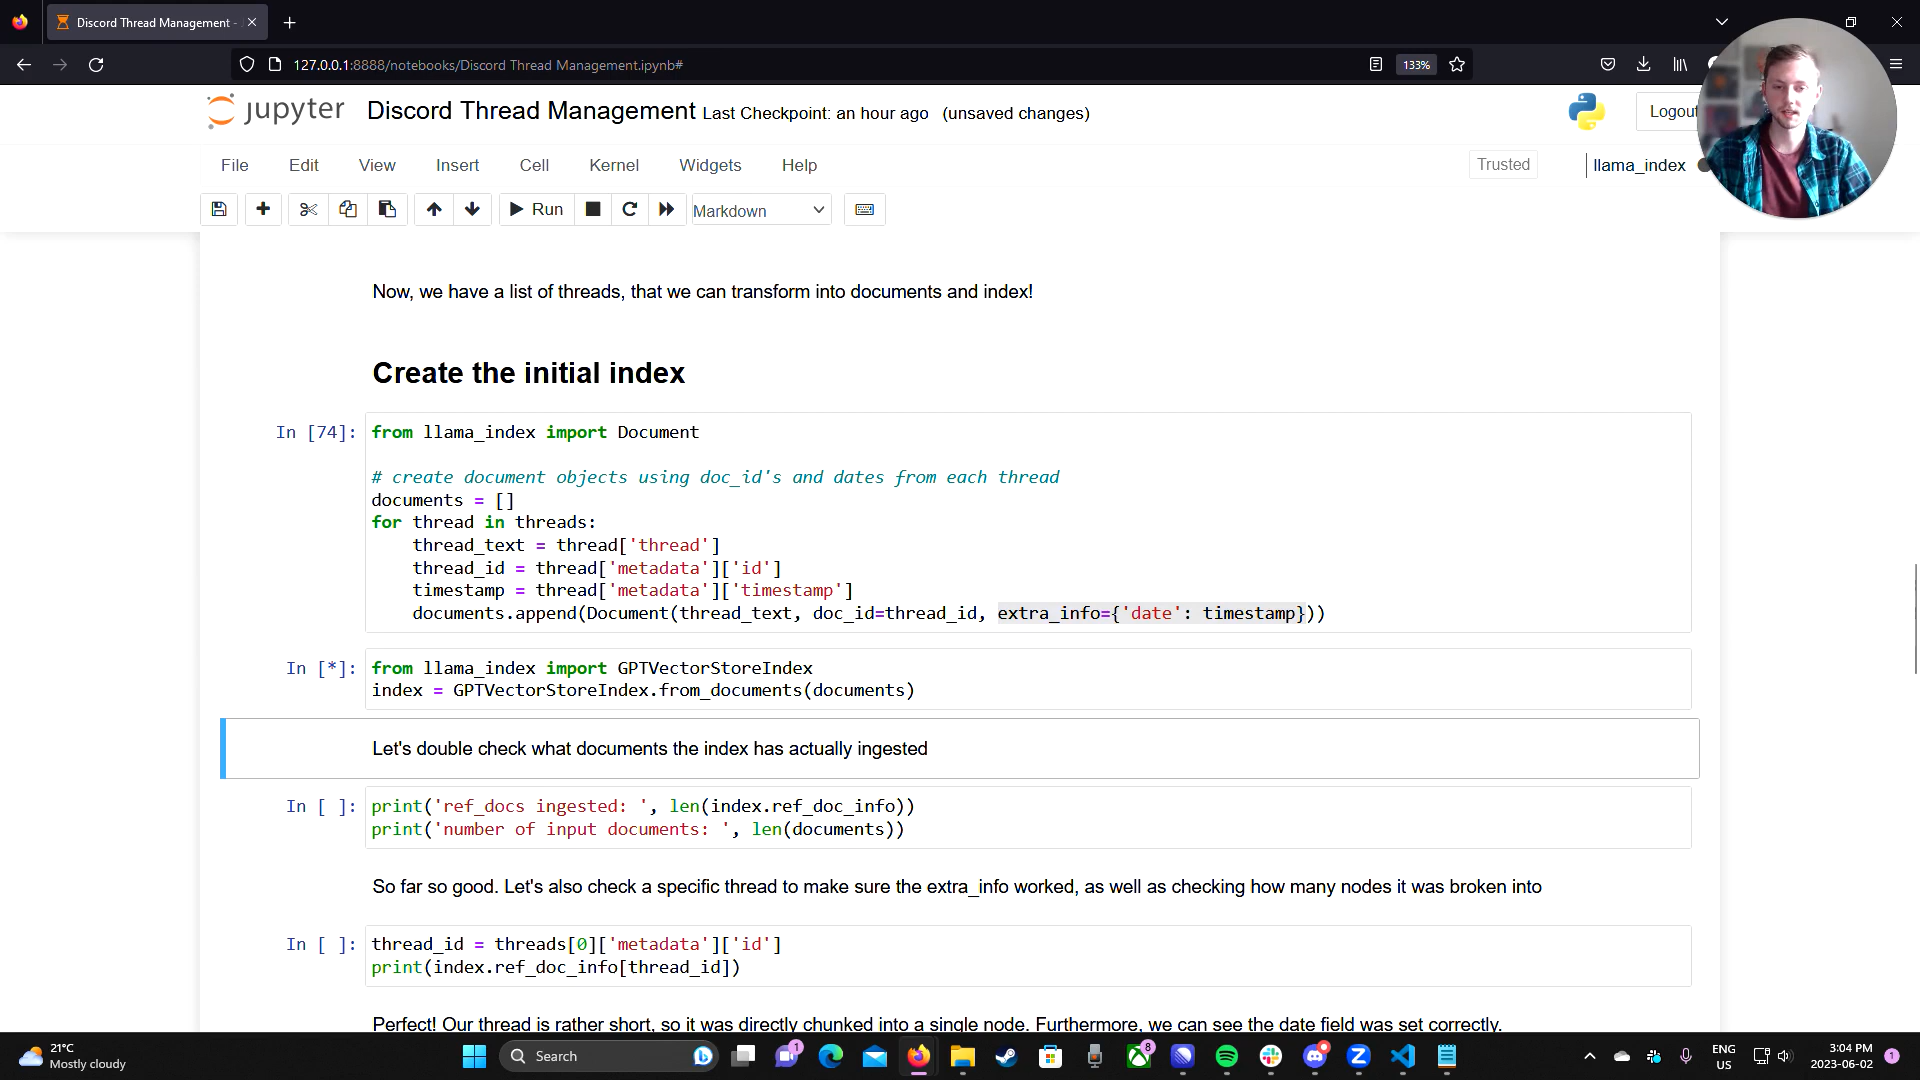 Discord Thread Management -
127.0.0.1:8888/notebooks/Discord Thread Management.ipynb#
133%
jupyter
Discord Thread Management Last Checkpoint: an hour ago (unsaved changes)
Logout
File Edit View Insert Cell Kernel Widgets Help
Trusted
llama_index
Run
Markdown
Now, we have a list of threads, that we can transform into documents and index!
Create the initial index
In [74]:
from llama_index import Document
# create document objects using doc_id's and dates from each thread
documents = []
for thread in threads:
    thread_text = thread['thread']
    thread_id = thread['metadata']['id']
    timestamp = thread['metadata']['timestamp']
    documents.append(Document(thread_text, doc_id=thread_id, extra_info={'date': timestamp}))
In [*]:
from llama_index import GPTVectorStoreIndex
index = GPTVectorStoreIndex.from_documents(documents)
Let's double check what documents the index has actually ingested
In [ ]:
print('ref_docs ingested: ', len(index.ref_doc_info))
print('number of input documents: ', len(documents))
So far so good. Let's also check a specific thread to make sure the extra_info worked, as well as checking how many nodes it was broken into
In [ ]:
thread_id = threads[0]['metadata']['id']
print(index.ref_doc_info[thread_id])
Perfect! Our thread is rather short, so it was directly chunked into a single node. Furthermore, we can see the date field was set correctly.
21°C
Mostly cloudy
Search
1
8
ENG
US
3:04 PM
2023-06-02
1